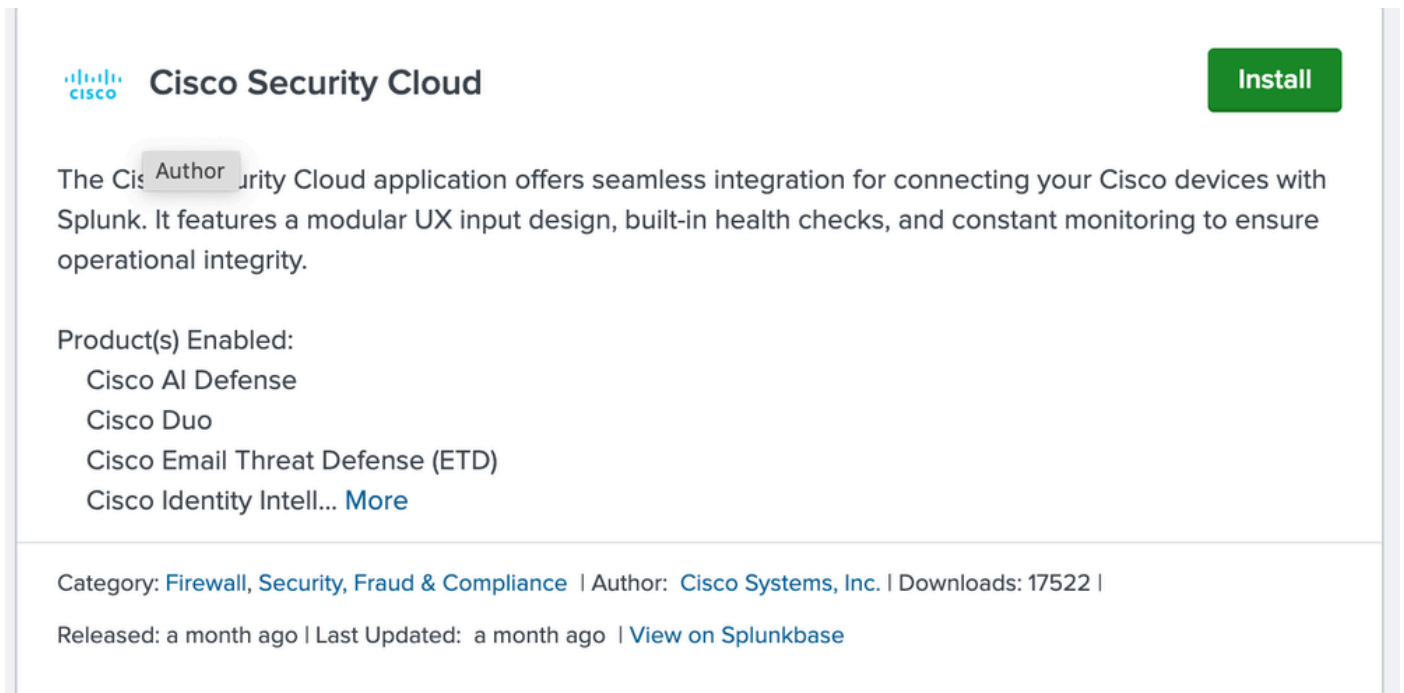 CISCO
Cisco Security Cloud
Install
Author
The Cis urity Cloud application offers seamless integration for connecting your Cisco devices with
Splunk. It features a modular UX input design, built-in health checks, and constant monitoring to ensure
operational integrity.
Product(s) Enabled:
Cisco AI Defense
Cisco Duo
Cisco Email Threat Defense (ETD)
Cisco Identity Intell... More
Category: Firewall, Security, Fraud & Compliance | Author: Cisco Systems, Inc. | Downloads: 17522 |
Released: a month ago | Last Updated: a month ago | View on Splunkbase